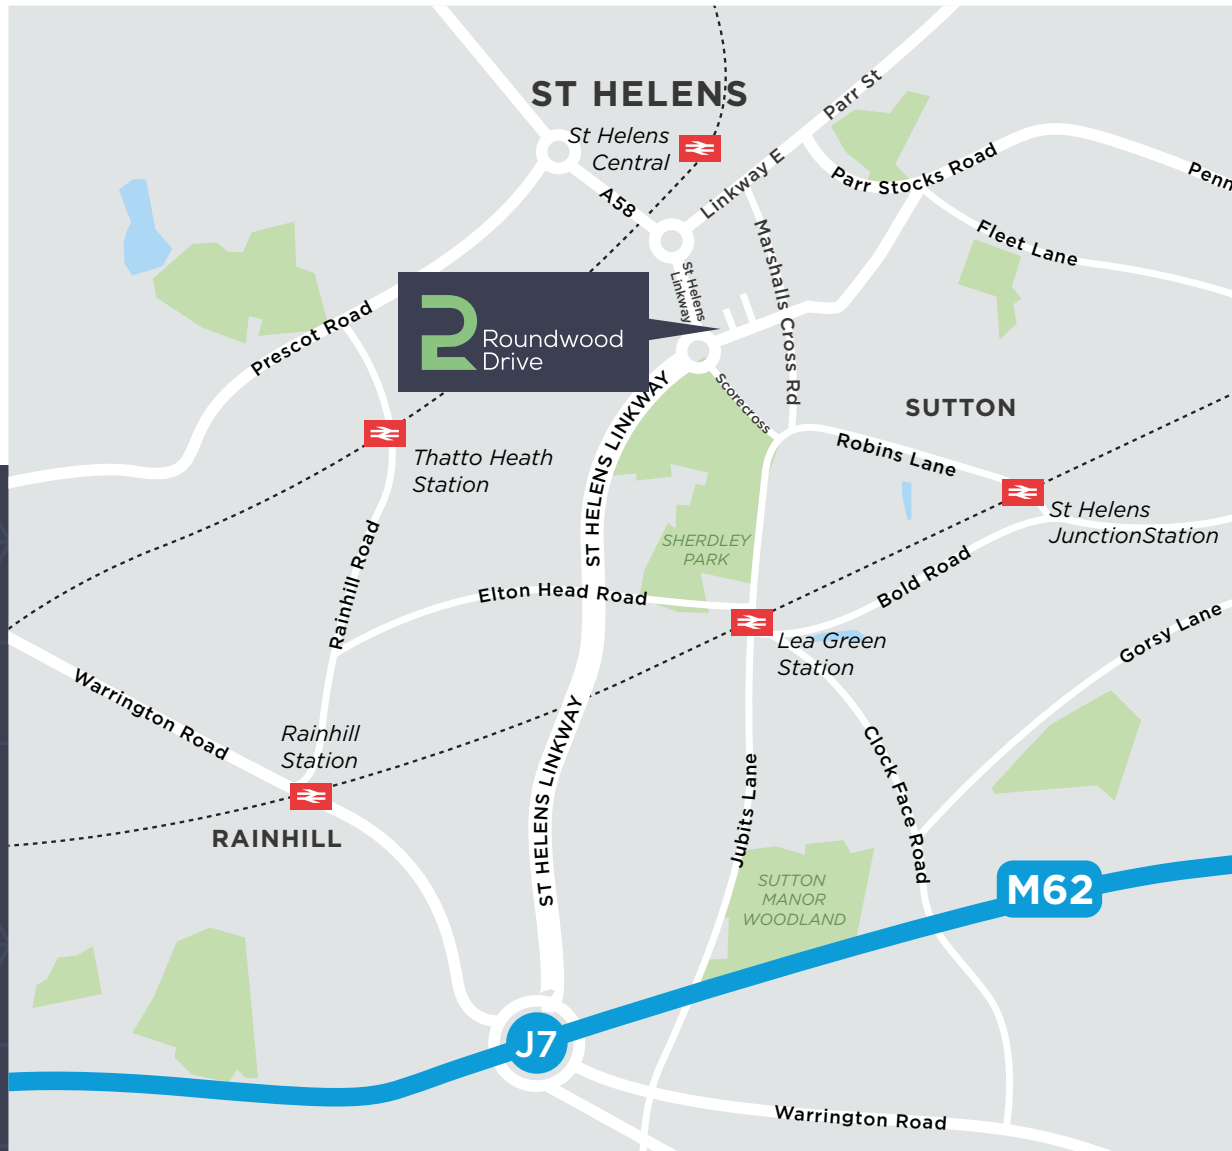 ST HELENS
Parr St
St Helens
Central
Linkway E
Parr Stocks Road
Penn
A58
Fleet Lane
Marshalls Cross Rd
St Helens
Linkway
Prescot Road
Roundwood
Drive
Scorecross
SUTTON
ST HELENS LINKWAY
Robins Lane
Thatto Heath
Station
St Helens
JunctionStation
SHERDLEY
PARK
Rainhill Road
Elton Head Road
Bold Road
Gorsy Lane
Lea Green
Station
Warrington Road
Rainhill
Station
ST HELENS LINKWAY
Clock Face Road
Jubits Lane
RAINHILL
SUTTON
MANOR
WOODLAND
M62
J7
Warrington Road